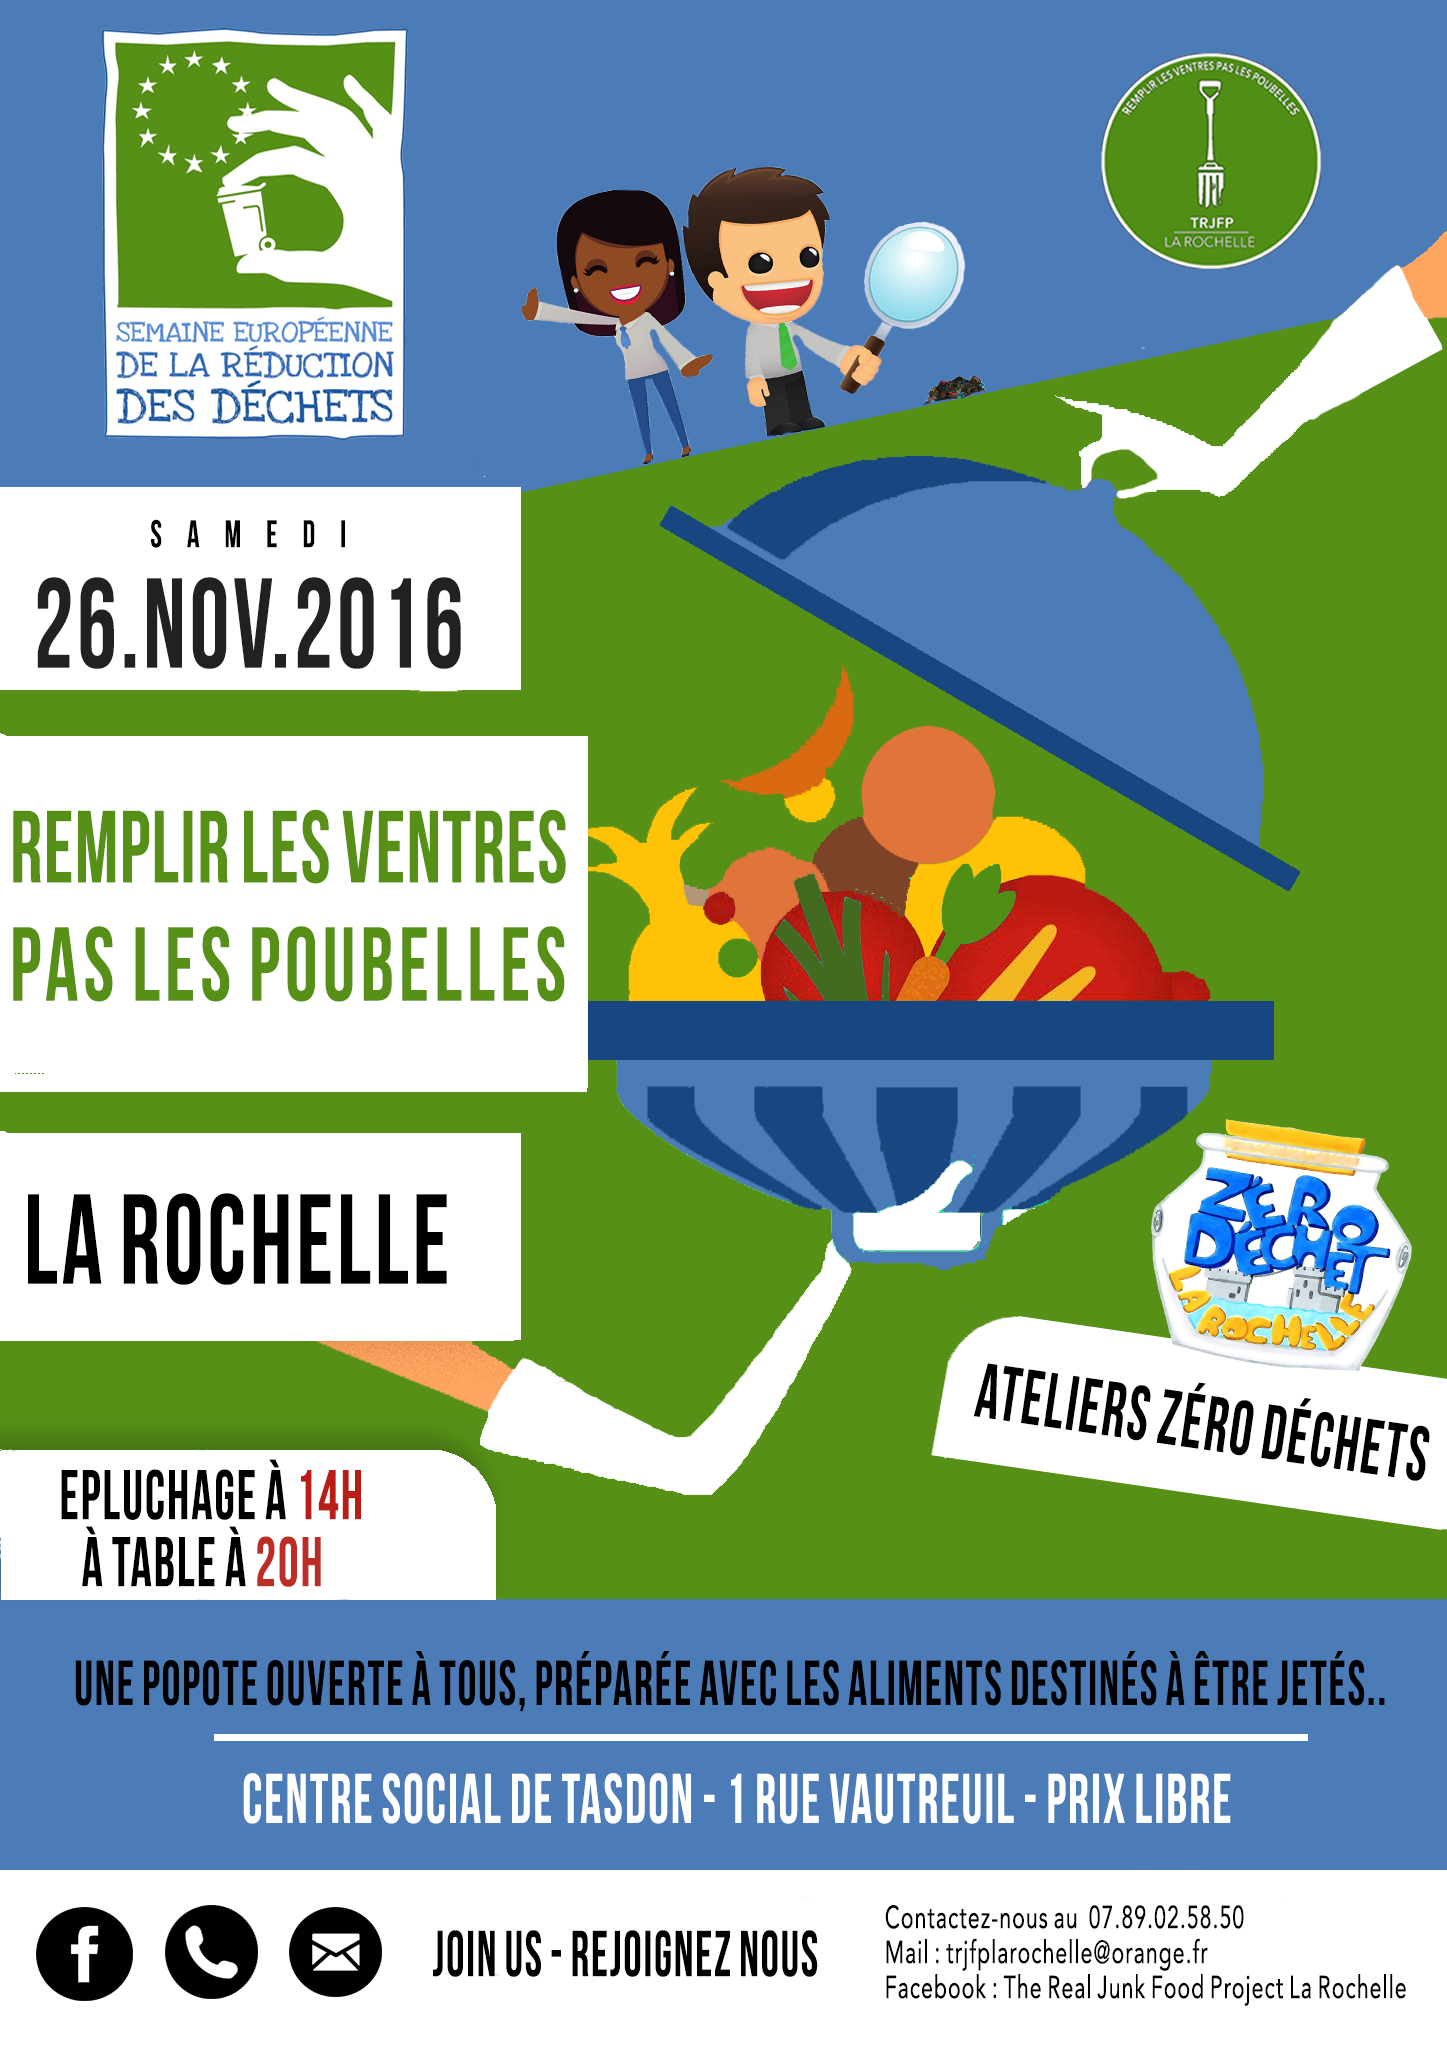 SEMAINE EUROPÉENNE
DE LA RÉDUCTION
DES DÉCHETS
REMPLIR LES VENTRES PAS LES POUBELLES
TRJFP
LA ROCHELLE
SAMEDI
26.NOV.2016
REMPLIR LES VENTRES
PAS LES POUBELLES
LA ROCHELLE
ZÉRO
DÉCHET
LA ROCHELLE
ATELIERS ZÉRO DÉCHETS
EPLUCHAGE À 14H
À TABLE À 20H
UNE POPOTE OUVERTE À TOUS, PRÉPARÉE AVEC LES ALIMENTS DESTINÉS À ÊTRE JETÉS..
CENTRE SOCIAL DE TASDON - 1 RUE VAUTREUIL - PRIX LIBRE
JOIN US - REJOIGNEZ NOUS
Contactez-nous au 07.89.02.58.50
Mail : trjfplarochelle@orange.fr
Facebook : The Real Junk Food Project La Rochelle